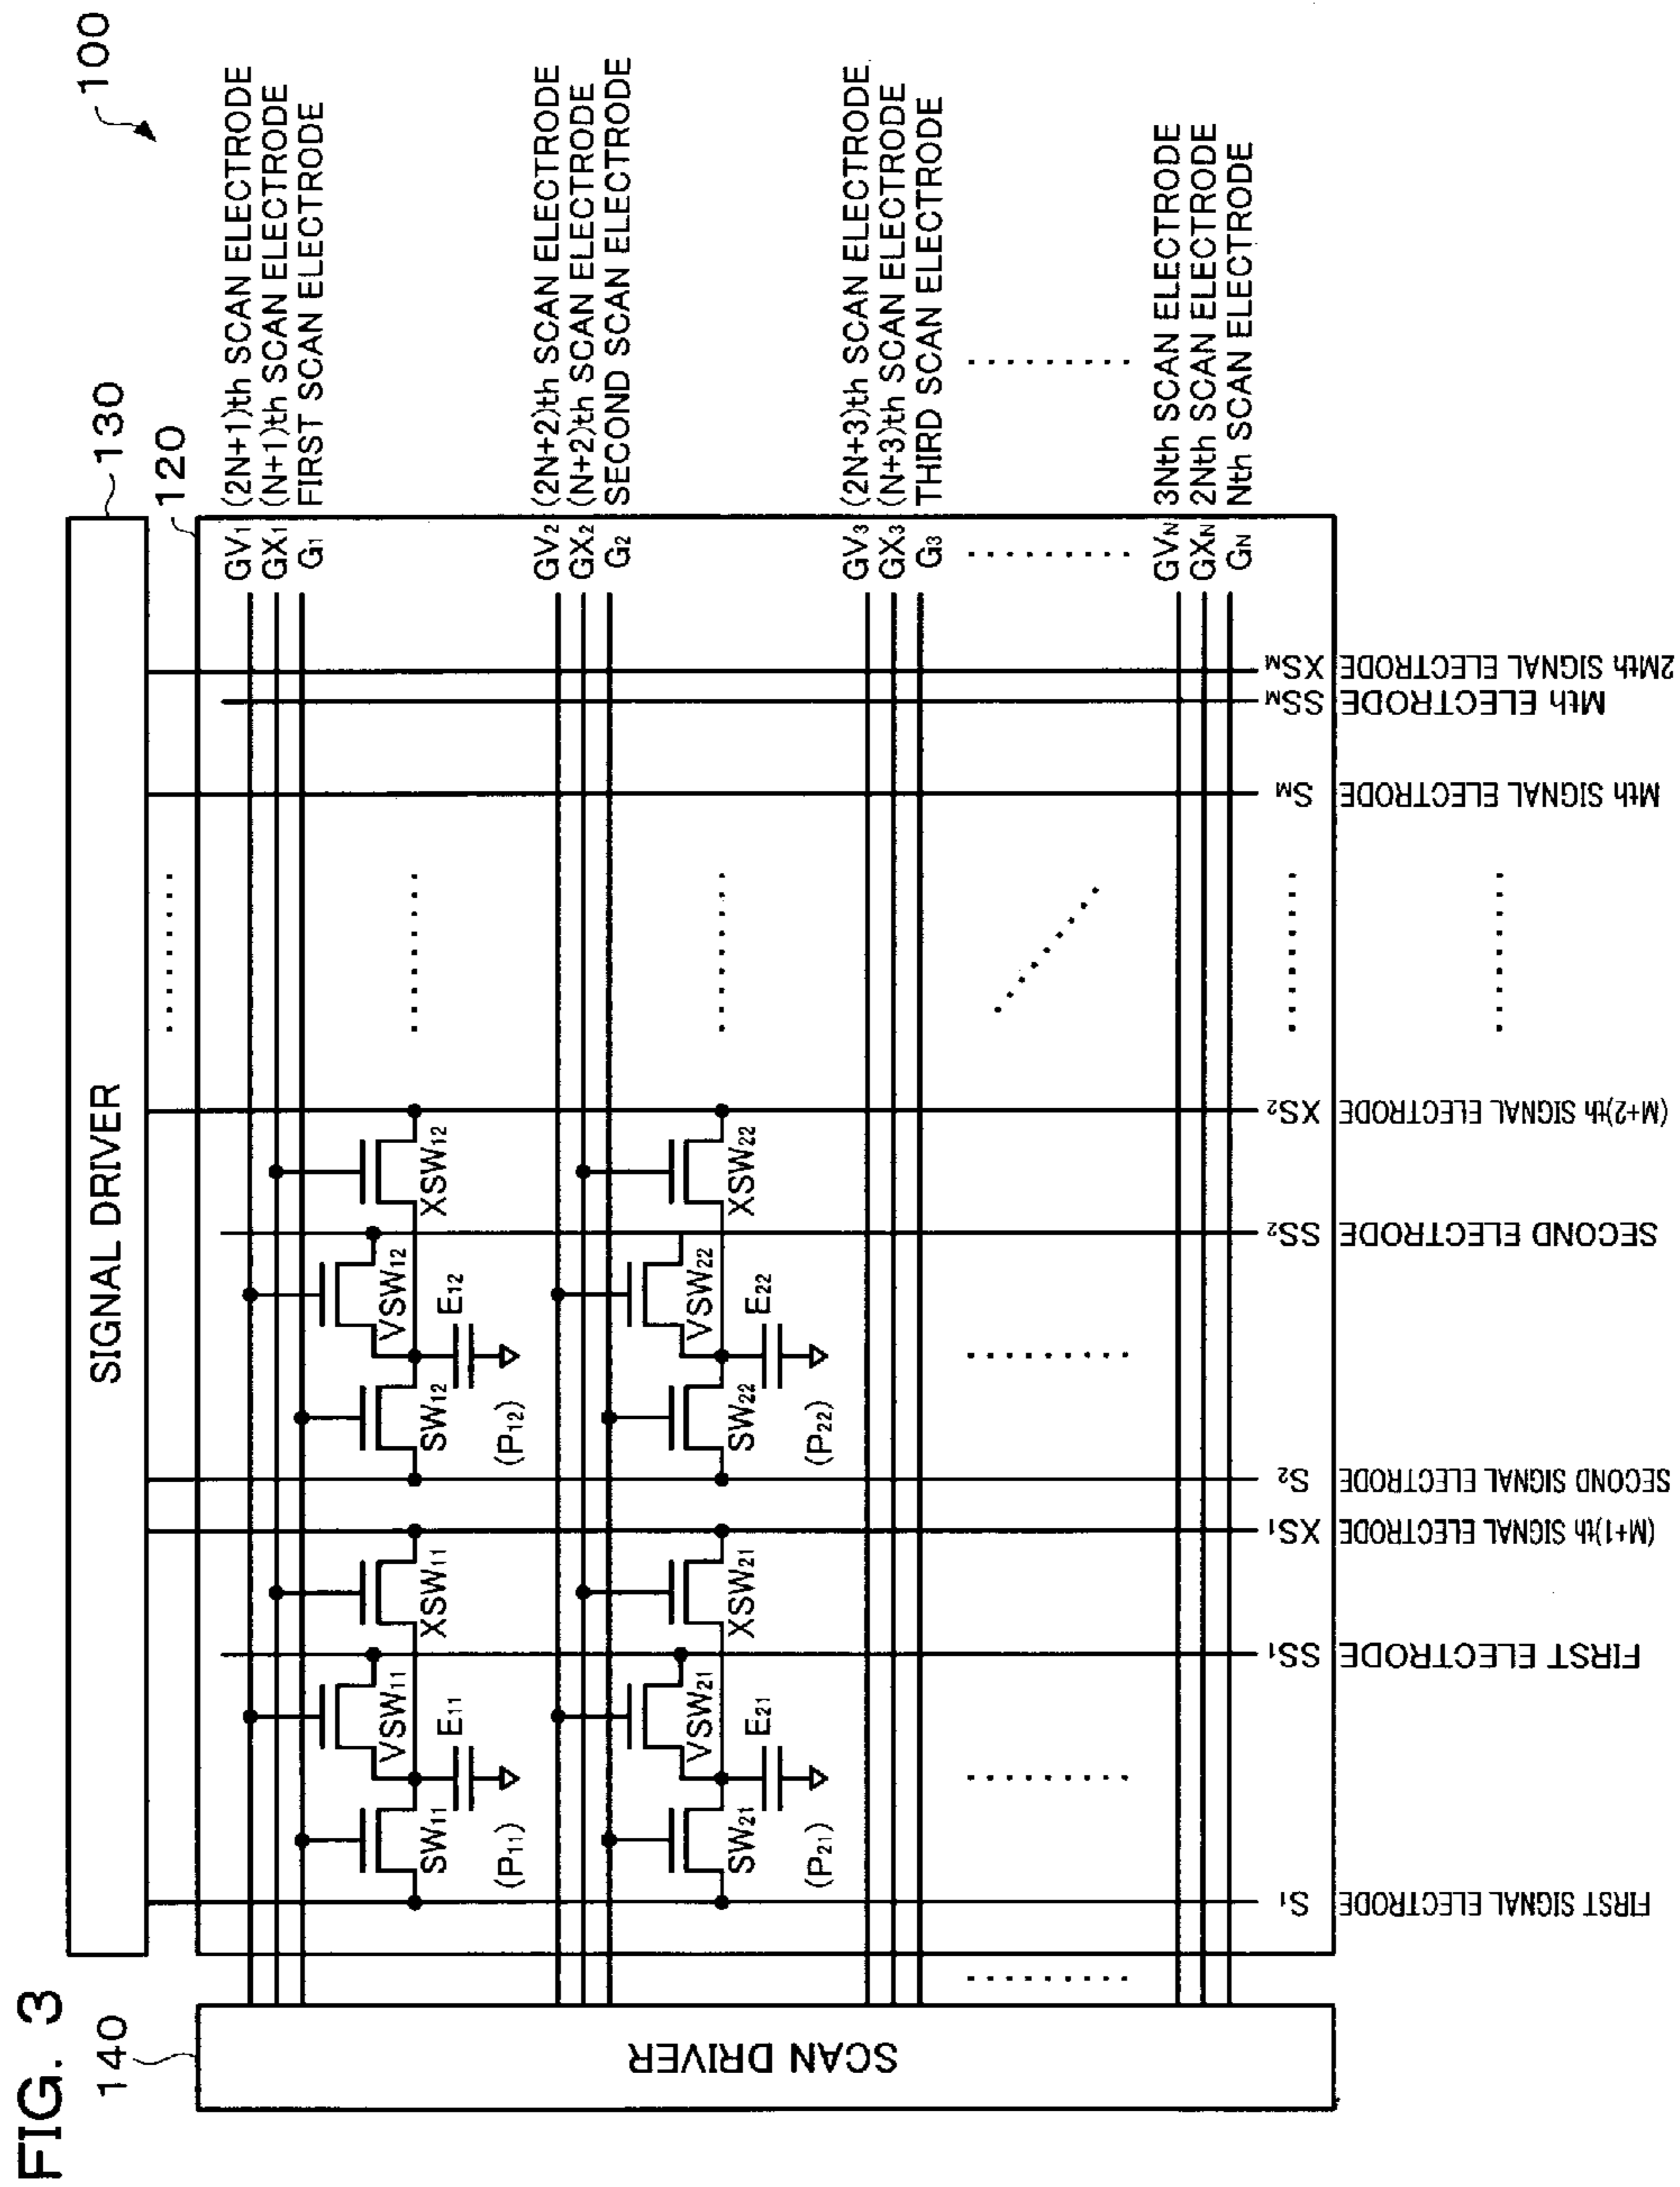 FIG. 3
100
130
SIGNAL DRIVER
120
140
SCAN DRIVER
GV1 (2N+1)th SCAN ELECTRODE
GX1 (N+1)th SCAN ELECTRODE
G1 FIRST SCAN ELECTRODE
VSW11
SW11
XSW11
E11
(P11)
VSW12
SW12
XSW12
E12
(P12)
GV2 (2N+2)th SCAN ELECTRODE
GX2 (N+2)th SCAN ELECTRODE
G2 SECOND SCAN ELECTRODE
VSW21
SW21
XSW21
E21
(P21)
VSW22
SW22
XSW22
E22
(P22)
GV3 (2N+3)th SCAN ELECTRODE
GX3 (N+3)th SCAN ELECTRODE
G3 THIRD SCAN ELECTRODE
GVN 3Nth SCAN ELECTRODE
GXN 2Nth SCAN ELECTRODE
GN Nth SCAN ELECTRODE
FIRST SIGNAL ELECTRODE S1
FIRST ELECTRODE SS1
(M+1)th SIGNAL ELECTRODE XS1
SECOND SIGNAL ELECTRODE S2
SECOND ELECTRODE SS2
(M+2)th SIGNAL ELECTRODE XS2
Mth SIGNAL ELECTRODE SM
Mth ELECTRODE SSM
2Mth SIGNAL ELECTRODE XSM